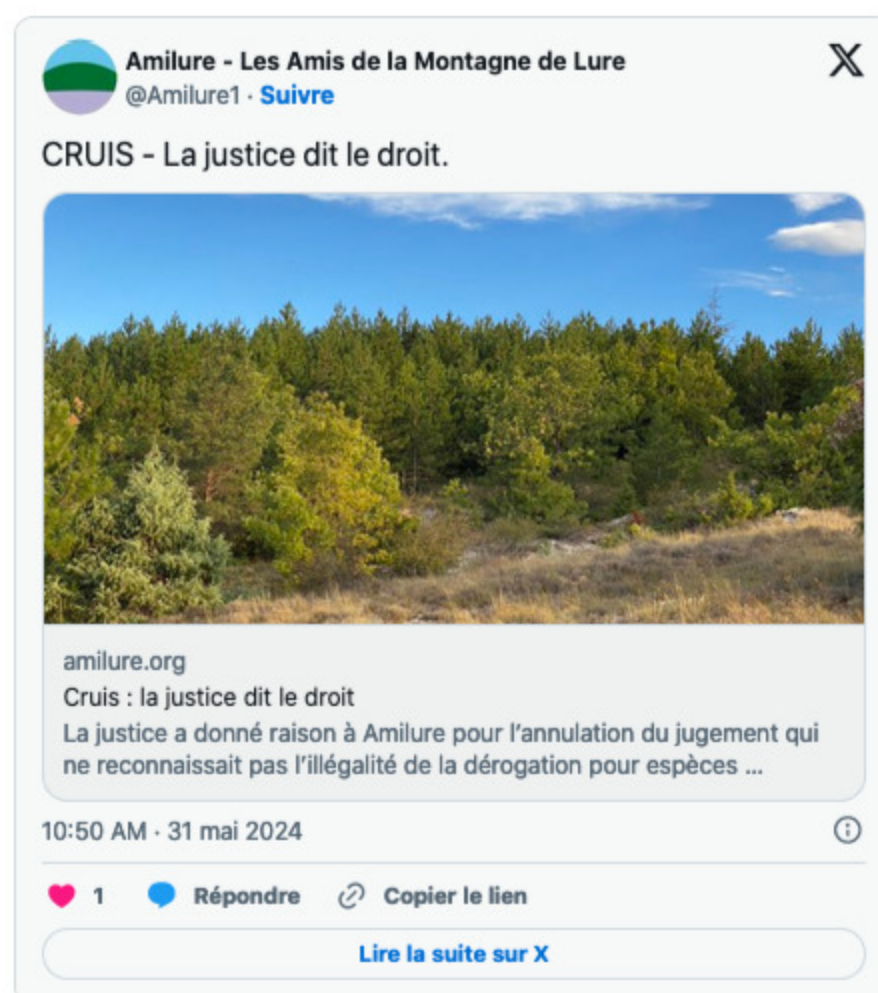 Amilure - Les Amis de la Montagne de Lure
@Amilure1 · Suivre
CRUIS - La justice dit le droit.
amilure.org
Cruis : la justice dit le droit
La justice a donné raison à Amilure pour l’annulation du jugement qui
ne reconnaissait pas l’illégalité de la dérogation pour espèces ...
10:50 AM · 31 mai 2024
1 Répondre Copier le lien
Lire la suite sur X